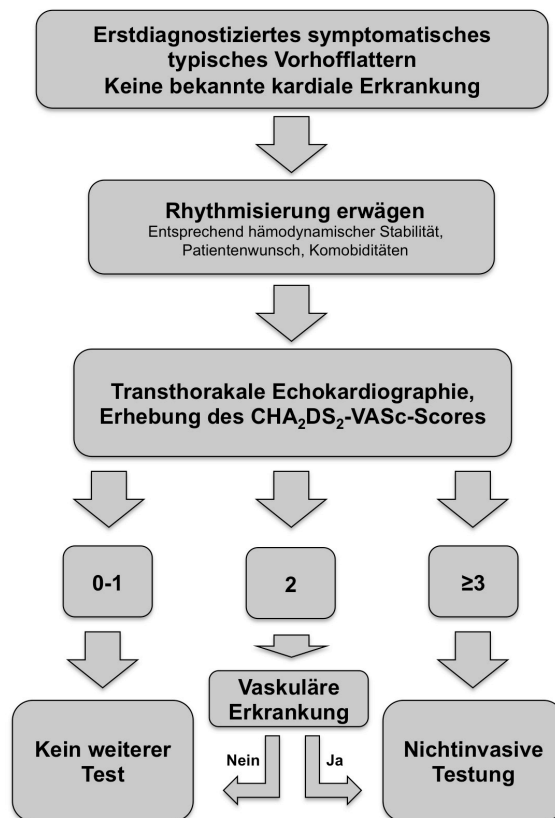 Erstdiagnostiziertes symptomatisches
typisches Vorhofflattern
Keine bekannte kardiale Erkrankung
Rhythmisierung erwägen
Entsprechend hämodynamischer Stabilität,
Patientenwunsch, Komobiditäten
Transthorakale Echokardiographie,
Erhebung des CHA₂DS₂-VASc-Scores
0-1
2
≥3
Vaskuläre
Erkrankung
Nein
Ja
Kein weiterer
Test
Nichtinvasive
Testung